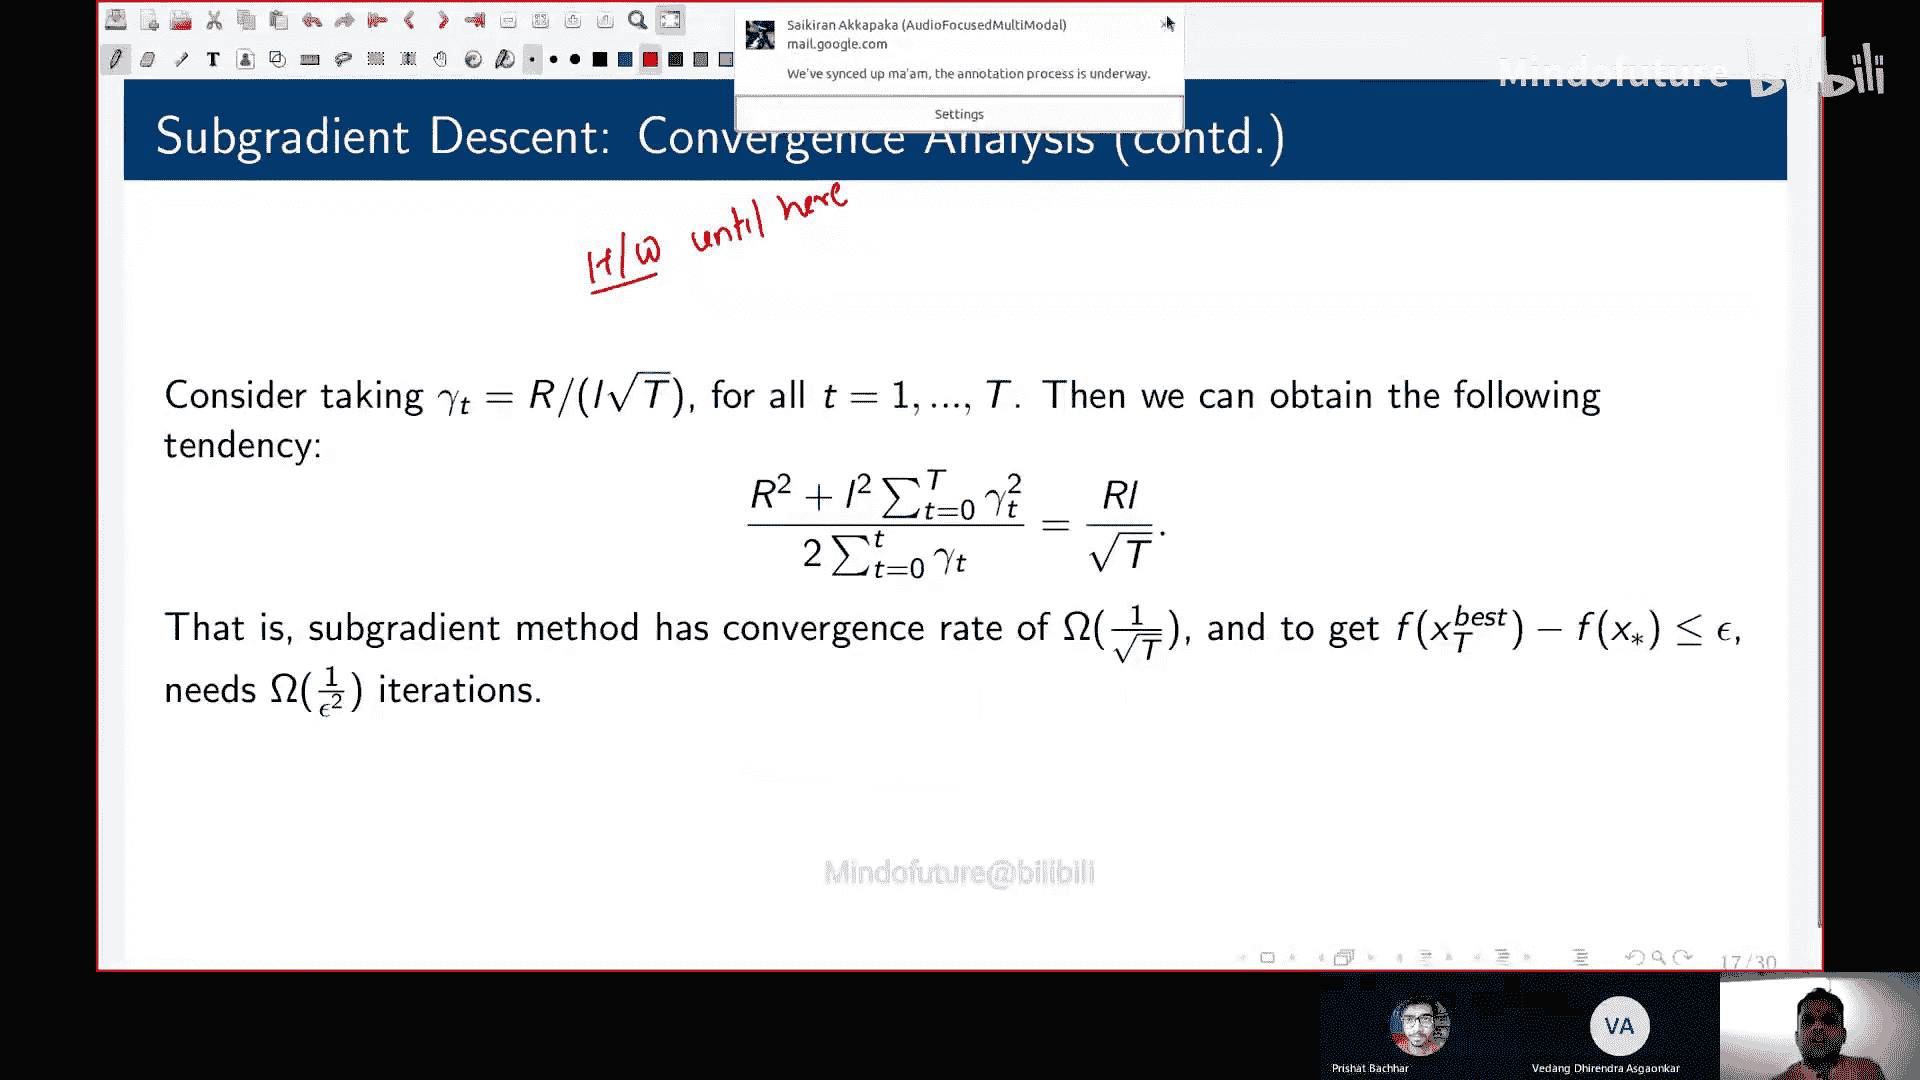 Saikiran Akkapaka (AudioFocusedMultiModal)
mail.google.com
We've synced up ma'am, the annotation process is underway.
Settings
Mindofuture bilibili
Subgradient Descent: Convergence Analysis (contd.)
H/W until here
Consider taking γ_t = R/(l√T), for all t = 1, ..., T. Then we can obtain the following
tendency:
(R² + l² ∑_{t=0}^{T} γ_t²) / (2 ∑_{t=0}^{t} γ_t) = Rl / √T.
That is, subgradient method has convergence rate of Ω(1/√T), and to get f(x_T^{best}) − f(x_*) ≤ ϵ,
needs Ω(1/ϵ²) iterations.
Mindofuture@bilibili
17/30
VA
Prishat Bachhar
Vedang Dhirendra Asgaonkar